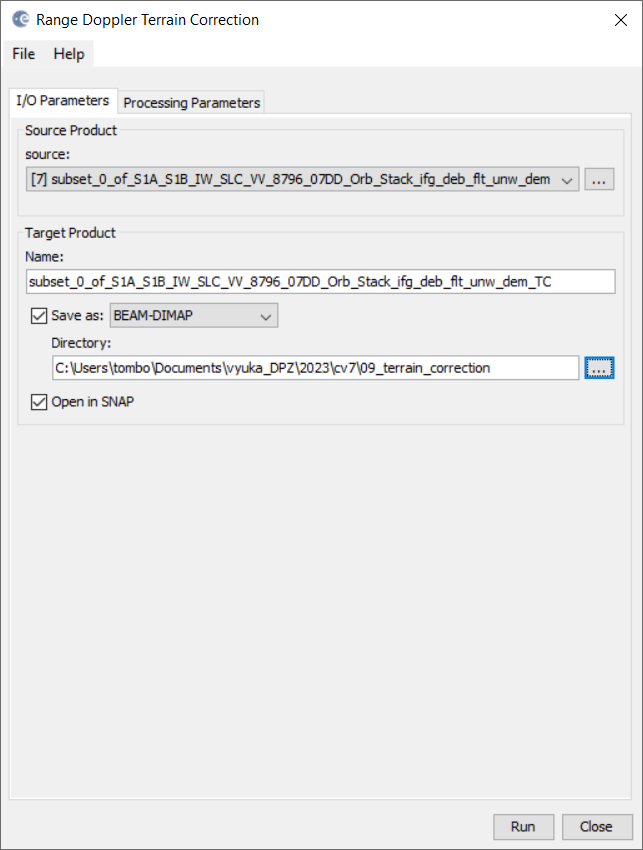 Range Doppler Terrain Correction
File Help
I/O Parameters Processing Parameters
Source Product
source:
[7] subset_0_of_S1A_S1B_IW_SLC_VV_8796_07DD_Orb_Stack_ifg_deb_flt_unw_dem ...
Target Product
Name:
subset_0_of_S1A_S1B_IW_SLC_VV_8796_07DD_Orb_Stack_ifg_deb_flt_unw_dem_TC
Save as: BEAM-DIMAP
Directory:
C:\Users\tombo\Documents\vyuka_DPZ\2023\cv7\09_terrain_correction ...
Open in SNAP
Run Close